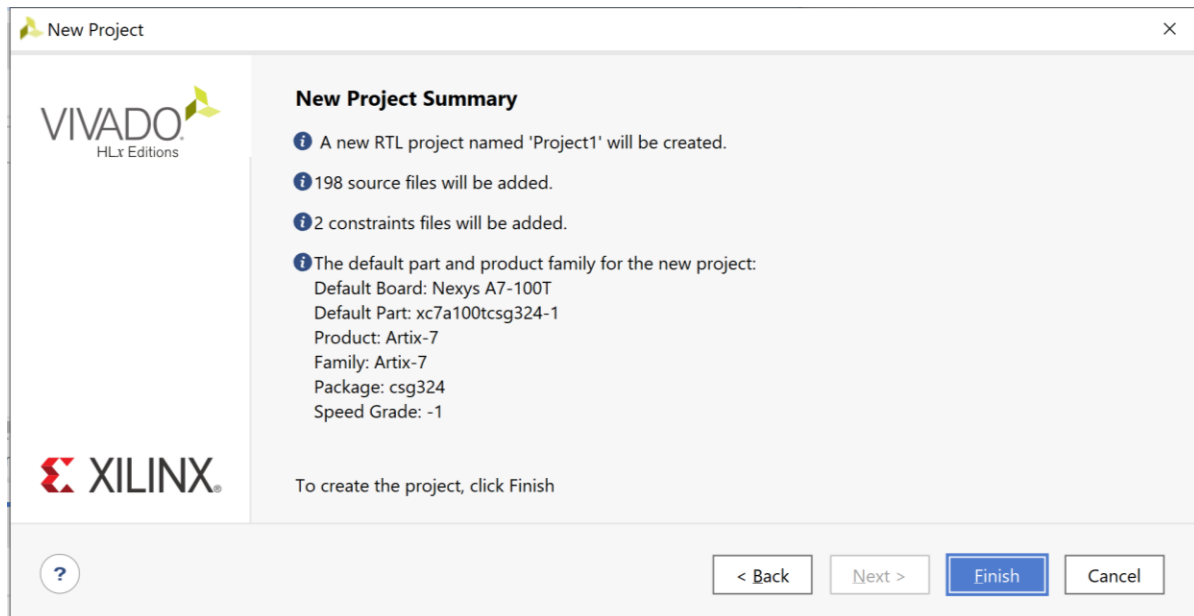 New Project
VIVADO
HLx Editions
New Project Summary
A new RTL project named 'Project1' will be created.
198 source files will be added.
2 constraints files will be added.
The default part and product family for the new project:
Default Board: Nexys A7-100T
Default Part: xc7a100tcsg324-1
Product: Artix-7
Family: Artix-7
Package: csg324
Speed Grade: -1
XILINX®
To create the project, click Finish
?
< Back
Next >
Finish
Cancel